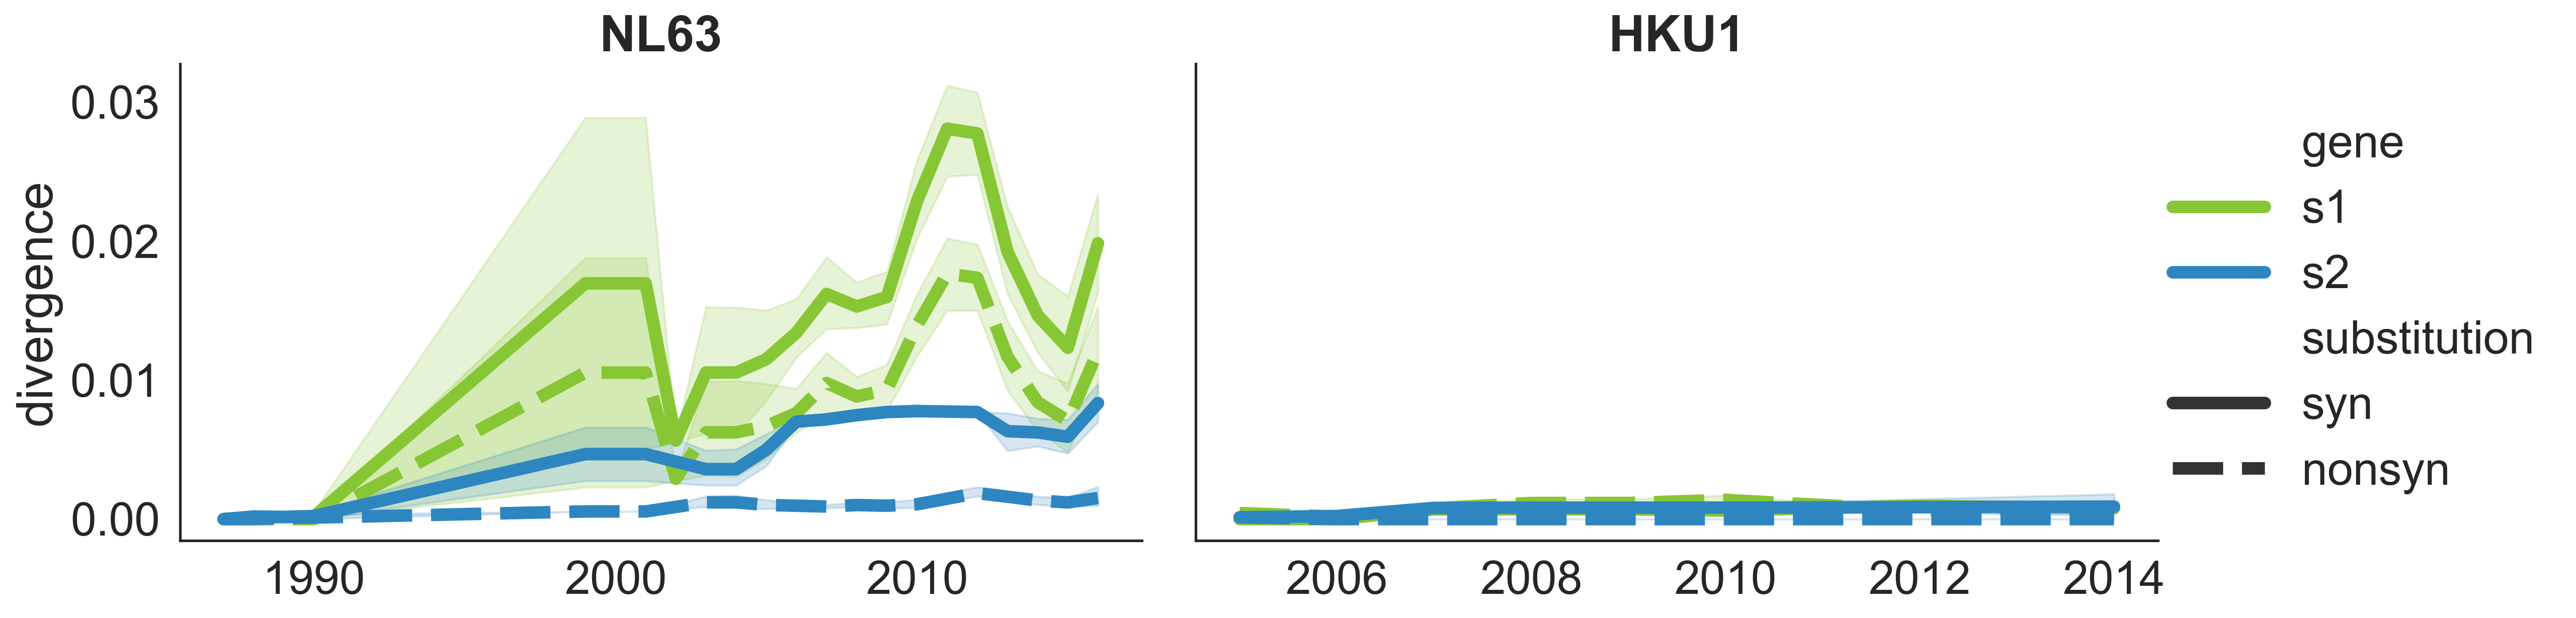 NL63
HKU1
divergence
0.03
0.02
0.01
0.00
1990
2000
2010
2006
2008
2010
2012
2014
gene
s1
s2
substitution
syn
nonsyn